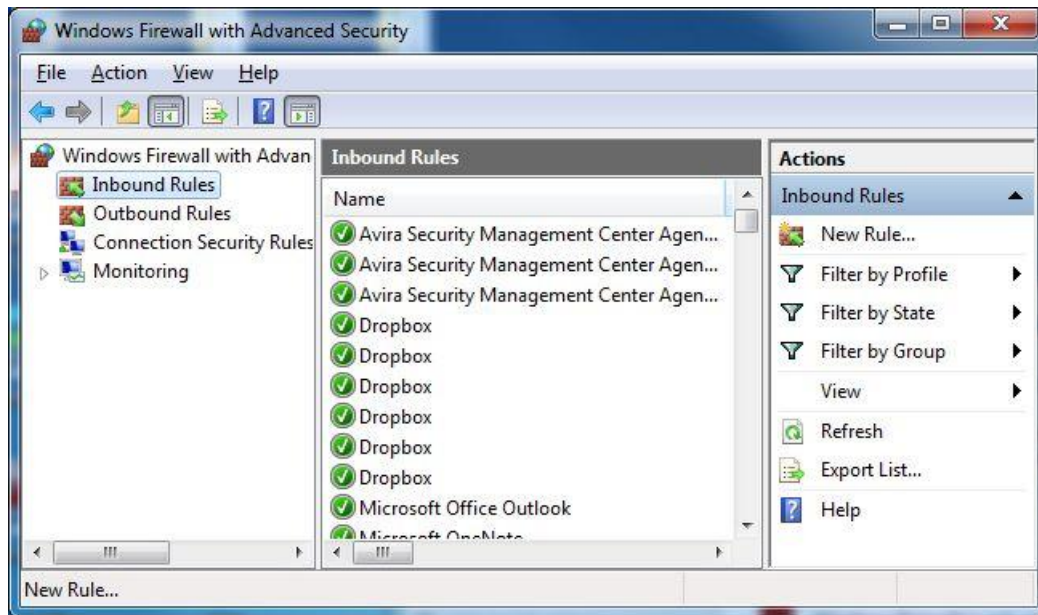 Windows Firewall with Advanced Security
File Action View Help
Windows Firewall with Advan
Inbound Rules
Outbound Rules
Connection Security Rules
Monitoring
Inbound Rules
Name
Avira Security Management Center Agen...
Avira Security Management Center Agen...
Avira Security Management Center Agen...
Dropbox
Dropbox
Dropbox
Dropbox
Dropbox
Dropbox
Microsoft Office Outlook
Microsoft OneNote
Actions
Inbound Rules
New Rule...
Filter by Profile
Filter by State
Filter by Group
View
Refresh
Export List...
Help
New Rule...